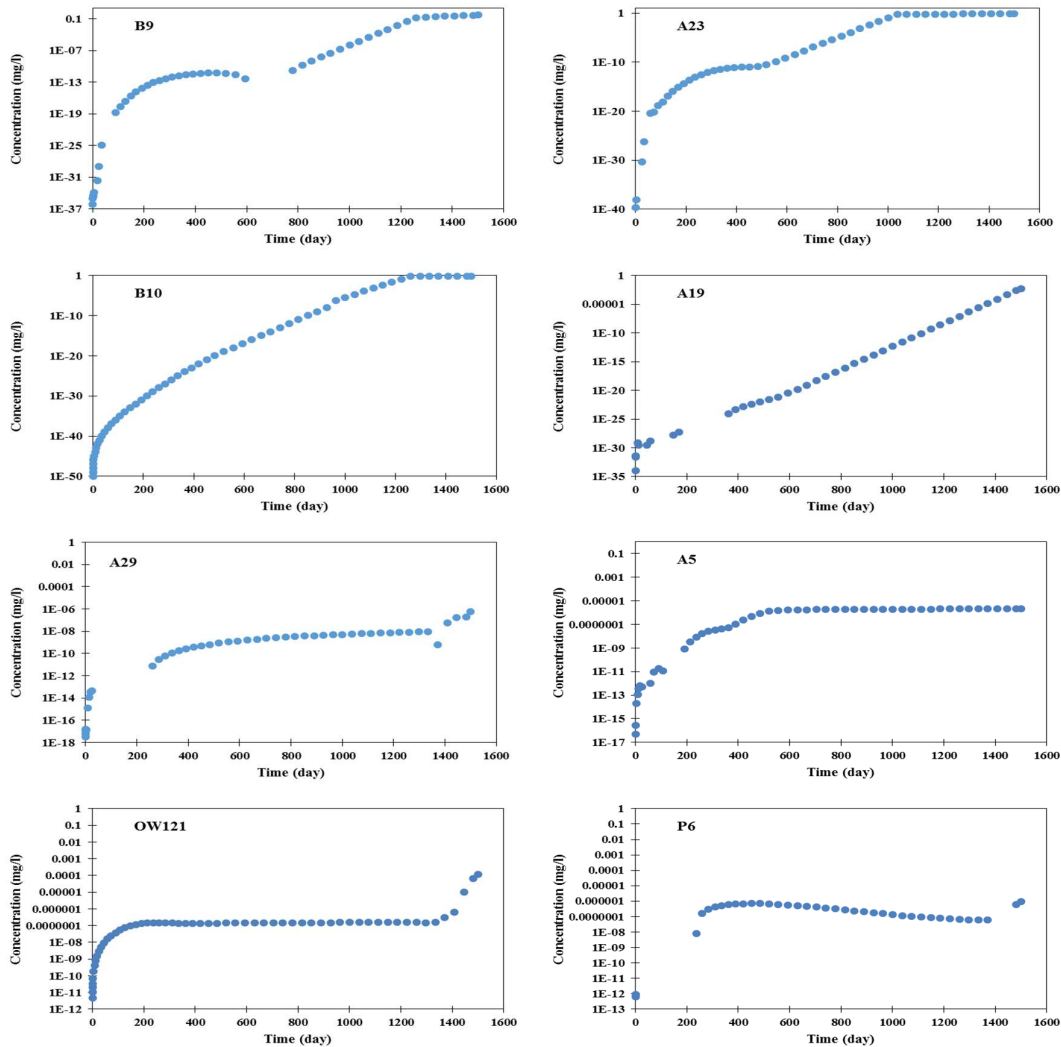 B9
Concentration (mg/l)
0.1
1E-07
1E-13
1E-19
1E-25
1E-31
1E-37
0 200 400 600 800 1000 1200 1400 1600
Time (day)
A23
Concentration (mg/l)
1
1E-10
1E-20
1E-30
1E-40
0 200 400 600 800 1000 1200 1400 1600
Time (day)
B10
Concentration (mg/l)
1
1E-10
1E-20
1E-30
1E-40
1E-50
0 200 400 600 800 1000 1200 1400 1600
Time (day)
A19
Concentration (mg/l)
1
0.00001
1E-10
1E-15
1E-20
1E-25
1E-30
1E-35
0 200 400 600 800 1000 1200 1400 1600
Time (day)
A29
Concentration (mg/l)
1
0.01
0.0001
1E-06
1E-08
1E-10
1E-12
1E-14
1E-16
1E-18
0 200 400 600 800 1000 1200 1400 1600
Time (day)
A5
Concentration (mg/l)
0.1
0.001
0.00001
0.0000001
1E-09
1E-11
1E-13
1E-15
1E-17
0 200 400 600 800 1000 1200 1400 1600
Time (day)
OW121
Concentration (mg/l)
1
0.1
0.01
0.001
0.0001
0.00001
0.000001
0.0000001
1E-08
1E-09
1E-10
1E-11
1E-12
0 200 400 600 800 1000 1200 1400 1600
Time (day)
P6
Concentration (mg/l)
1
0.1
0.01
0.001
0.0001
0.00001
0.000001
0.0000001
1E-08
1E-09
1E-10
1E-11
1E-12
1E-13
0 200 400 600 800 1000 1200 1400 1600
Time (day)